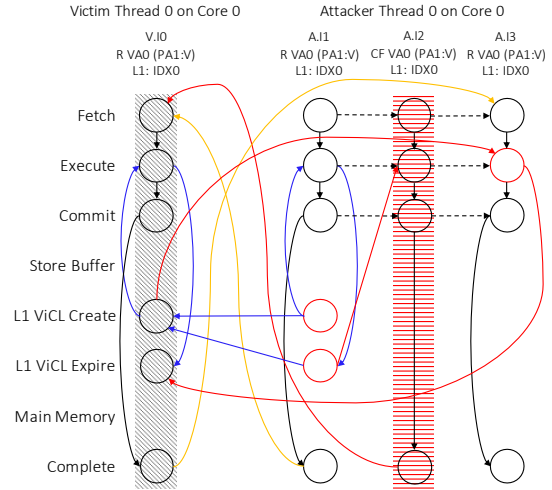 Victim Thread 0 on Core 0 Attacker Thread 0 on Core 0
V.I0 A.I1 A.I2 A.I3
R VA0 (PA1:V) R VA0 (PA1:V) CF VA0 (PA1:V) R VA0 (PA1:V)
L1: IDX0 L1: IDX0 L1: IDX0 L1: IDX0
Fetch
Execute
Commit
Store Buffer
L1 ViCL Create
L1 ViCL Expire
Main Memory
Complete